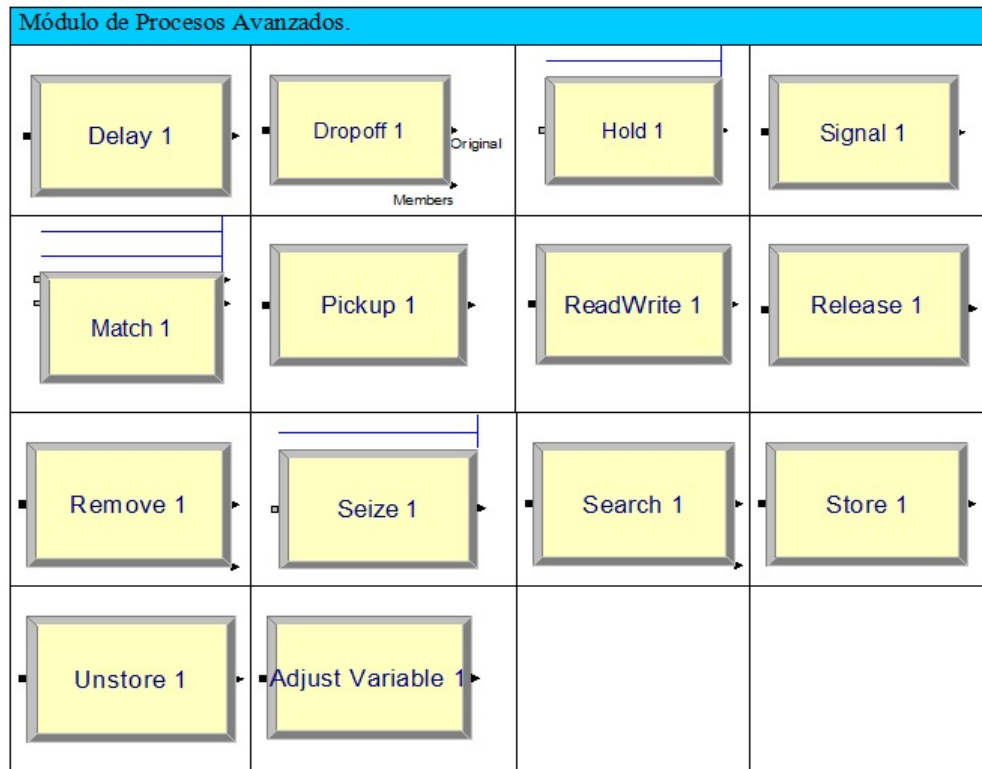 Módulo de Procesos Avanzados.
Delay 1
Dropoff 1
Original
Members
Hold 1
Signal 1
Match 1
Pickup 1
ReadWrite 1
Release 1
Remove 1
Seize 1
Search 1
Store 1
Unstore 1
Adjust Variable 1